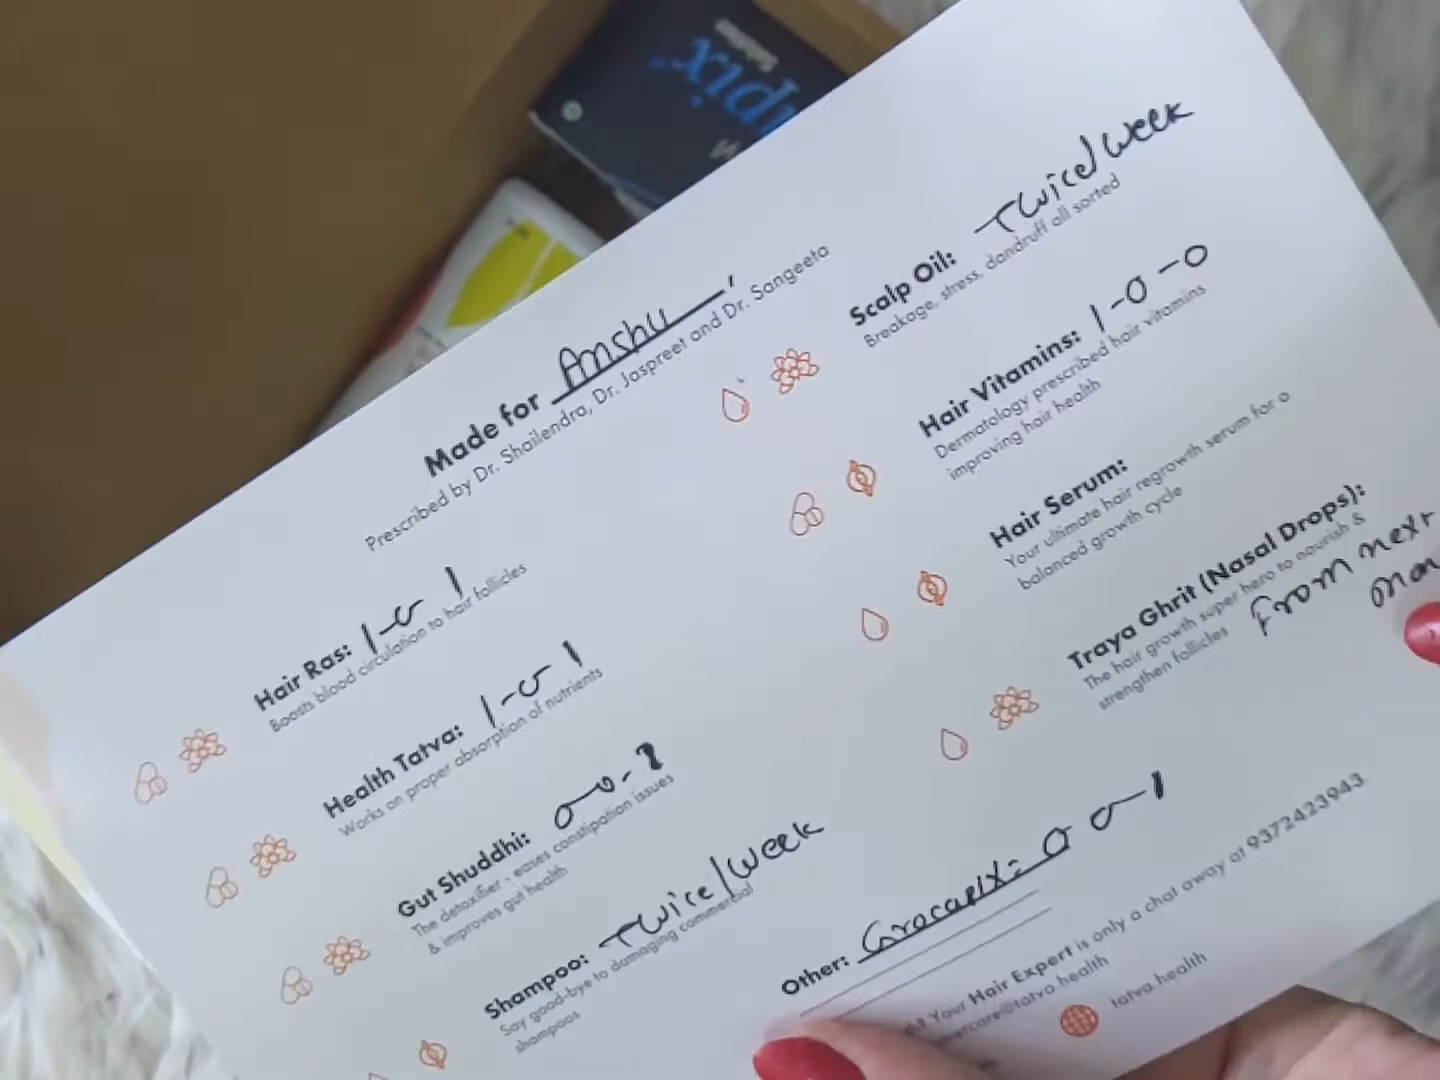 Made for Anshu
Prescribed by Dr. Shailendra, Dr. Jaspreet and Dr. Sangeeta
Hair Ras: 1-0 1
Boosts blood circulation to hair follicles
Health Tatva: 1-0 1
Works on proper absorption of nutrients
Gut Shuddhi: 0-0-1
The detoxifier - eases constipation issues
& improves gut health
Shampoo: Twice/week
Say good-bye to damaging commercial
shampoos
Scalp Oil: Twice/week
Breakage, stress, dandruff all sorted
Hair Vitamins: 1-0-0
Dermatology prescribed hair vitamins
improving hair health
Hair Serum:
Your ultimate hair regrowth serum for a
balanced growth cycle
Traya Ghrit (Nasal Drops):
The hair growth super hero to nourish &
strengthen follicles From next
Other: Grocapix= 0 0-1
Your Hair Expert is only a chat away at 9372423943
care@tatva.health
tatva.health
Solution
pix